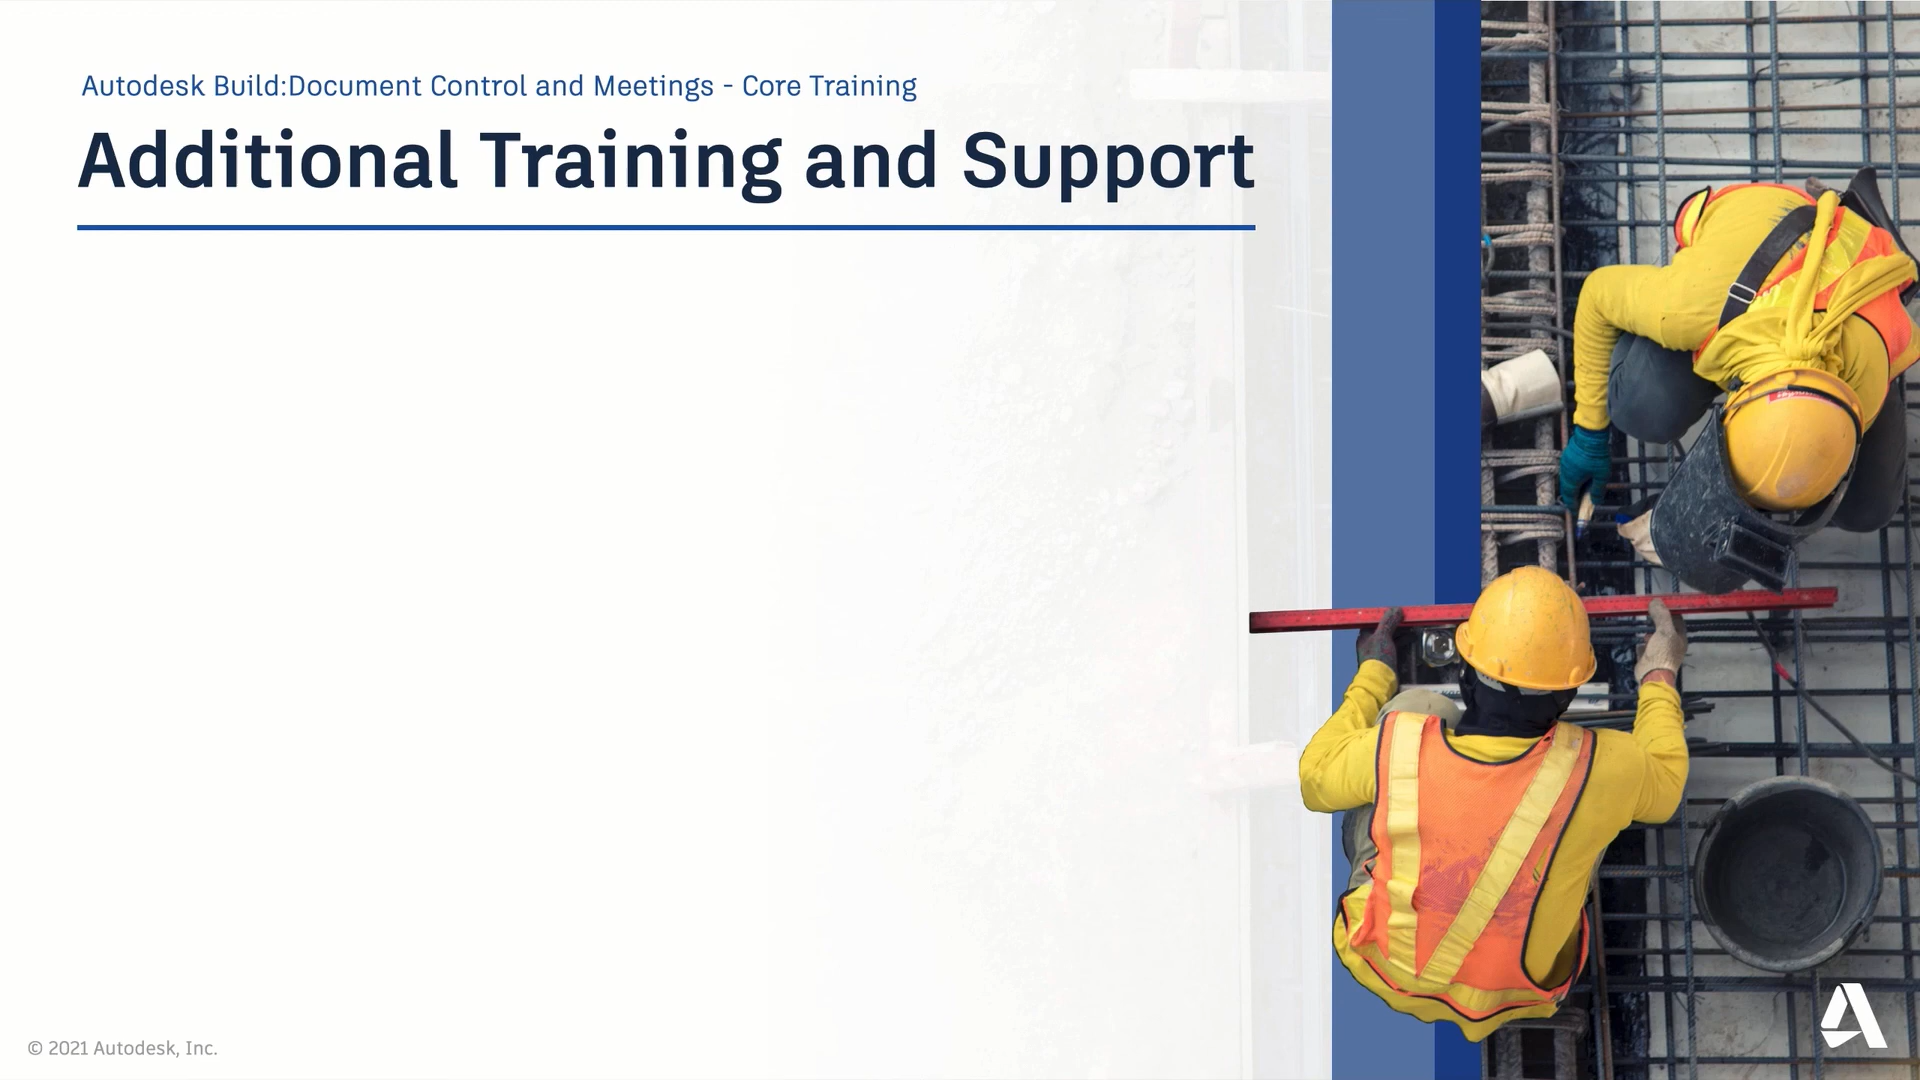 Autodesk Build:Document Control and Meetings - Core Training
Additional Training and Support
© 2021 Autodesk, Inc.